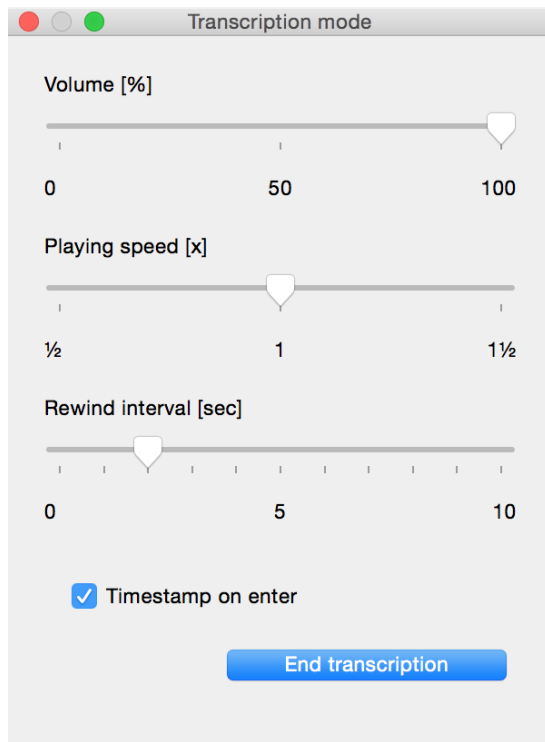 Transcription mode
Volume [%]
0 50 100
Playing speed [x]
½ 1 1½
Rewind interval [sec]
0 5 10
Timestamp on enter
End transcription